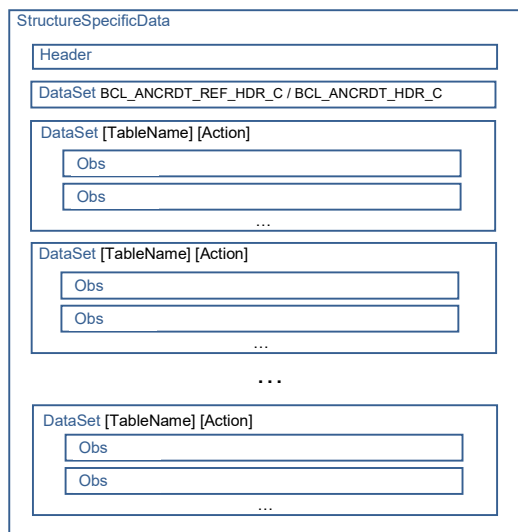 StructureSpecificData
Header
DataSet BCL_ANCRDT_REF_HDR_C / BCL_ANCRDT_HDR_C
DataSet [TableName] [Action]
Obs
Obs
...
DataSet [TableName] [Action]
Obs
Obs
...
...
DataSet [TableName] [Action]
Obs
Obs
...